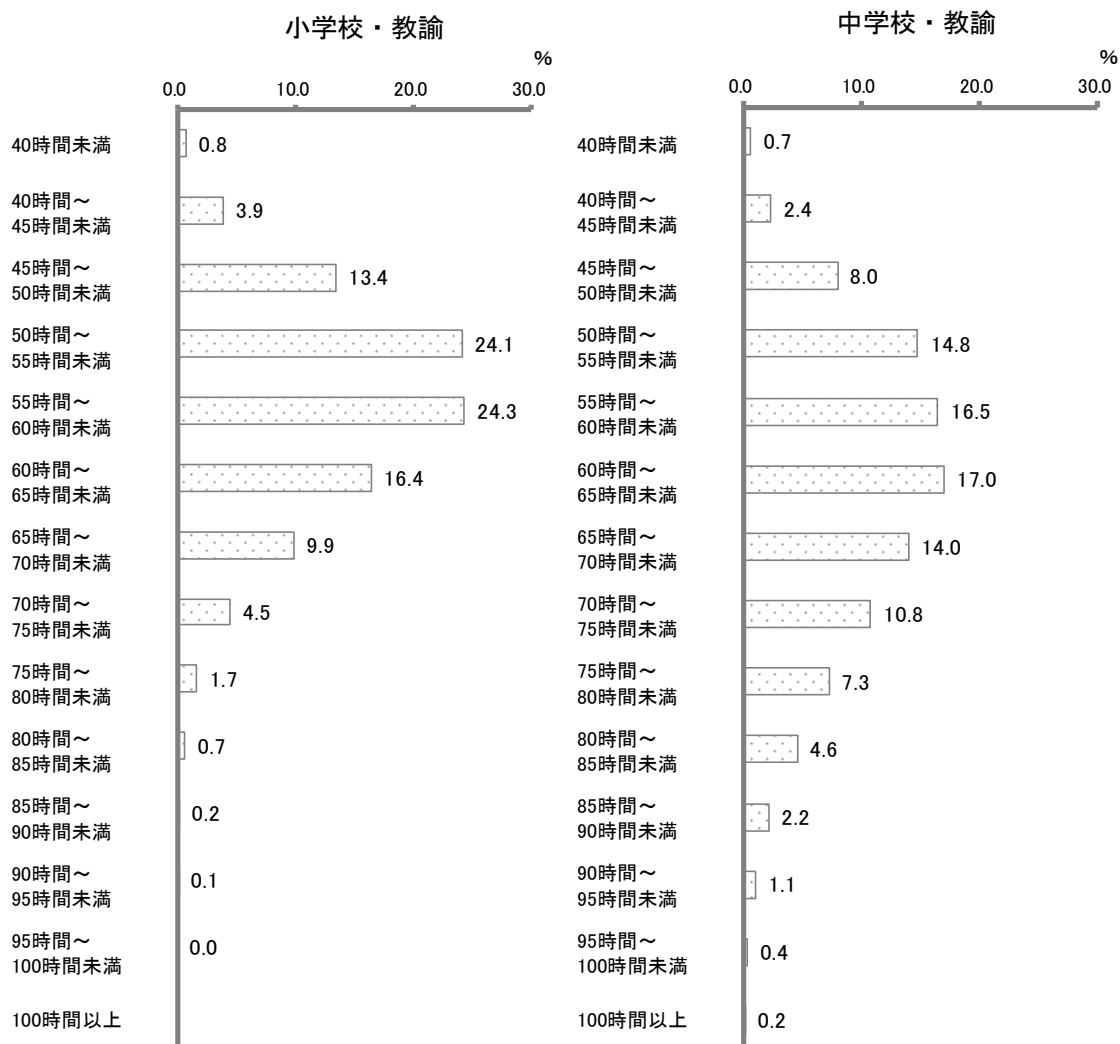 小学校・教諭
%
0.0 10.0 20.0 30.0
40時間未満 0.8
40時間～
45時間未満 3.9
45時間～
50時間未満 13.4
50時間～
55時間未満 24.1
55時間～
60時間未満 24.3
60時間～
65時間未満 16.4
65時間～
70時間未満 9.9
70時間～
75時間未満 4.5
75時間～
80時間未満 1.7
80時間～
85時間未満 0.7
85時間～
90時間未満 0.2
90時間～
95時間未満 0.1
95時間～
100時間未満 0.0
100時間以上
中学校・教諭
%
0.0 10.0 20.0 30.0
40時間未満 0.7
40時間～
45時間未満 2.4
45時間～
50時間未満 8.0
50時間～
55時間未満 14.8
55時間～
60時間未満 16.5
60時間～
65時間未満 17.0
65時間～
70時間未満 14.0
70時間～
75時間未満 10.8
75時間～
80時間未満 7.3
80時間～
85時間未満 4.6
85時間～
90時間未満 2.2
90時間～
95時間未満 1.1
95時間～
100時間未満 0.4
100時間以上 0.2